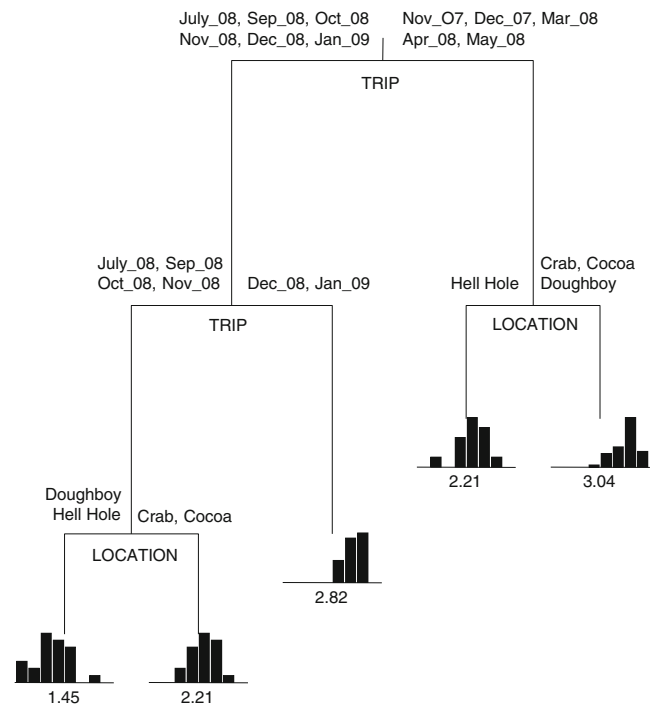 July_08, Sep_08, Oct_08
Nov_08, Dec_08, Jan_09
Nov_O7, Dec_07, Mar_08
Apr_08, May_08
TRIP
July_08, Sep_08
Oct_08, Nov_08
Dec_08, Jan_09
TRIP
Hell Hole
Crab, Cocoa
Doughboy
LOCATION
2.21
3.04
Doughboy
Hell Hole
Crab, Cocoa
LOCATION
2.82
1.45
2.21